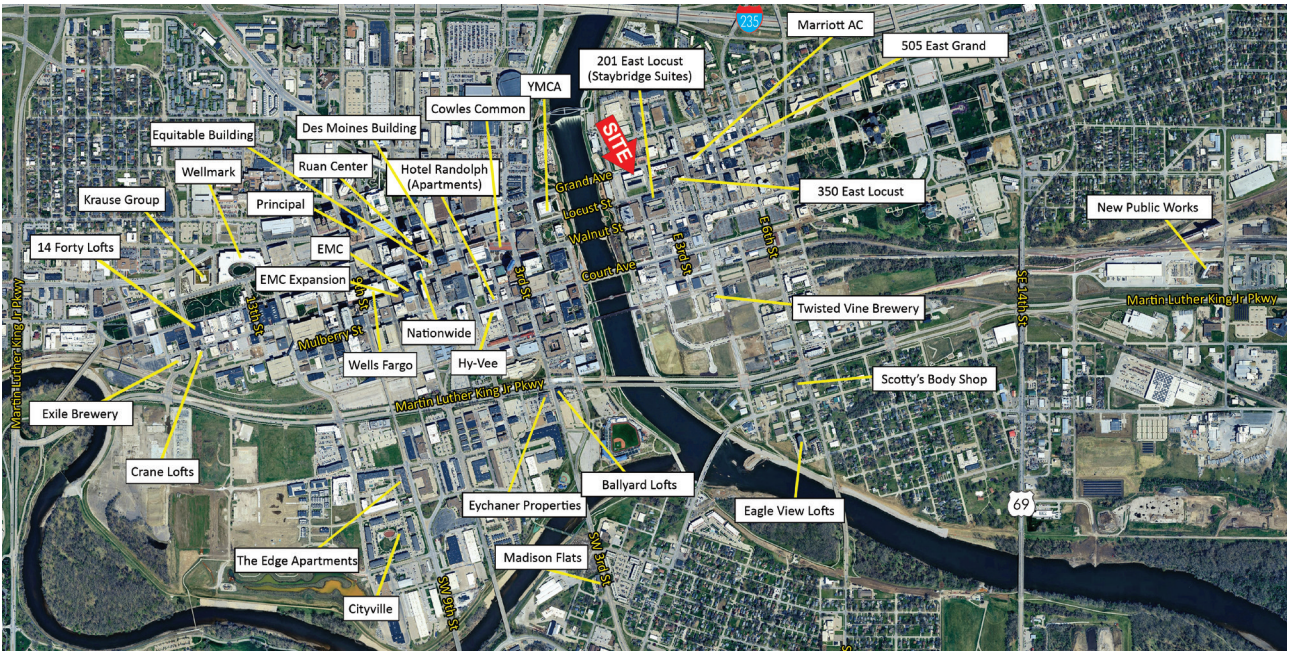 235
Marriott AC
505 East Grand
201 East Locust
(Staybridge Suites)
YMCA
Cowles Common
Des Moines Building
Equitable Building
Ruan Center
Hotel Randolph
(Apartments)
Wellmark
Krause Group
Principal
14 Forty Lofts
EMC
EMC Expansion
SITE
Grand Ave
Locust St
Walnut St
Court Ave
350 East Locust
New Public Works
E 3rd St
E 6th St
3rd St
9th St
13th St
Mulberry St
Nationwide
Wells Fargo
Hy-Vee
Twisted Vine Brewery
SE 14th St
Martin Luther King Jr Pkwy
Martin Luther King Jr Pkwy
Martin Luther King Jr Pkwy
Scotty's Body Shop
Exile Brewery
Crane Lofts
Eychaner Properties
Ballyard Lofts
Eagle View Lofts
69
The Edge Apartments
Madison Flats
SW 3rd St
Cityville
SW 9th St